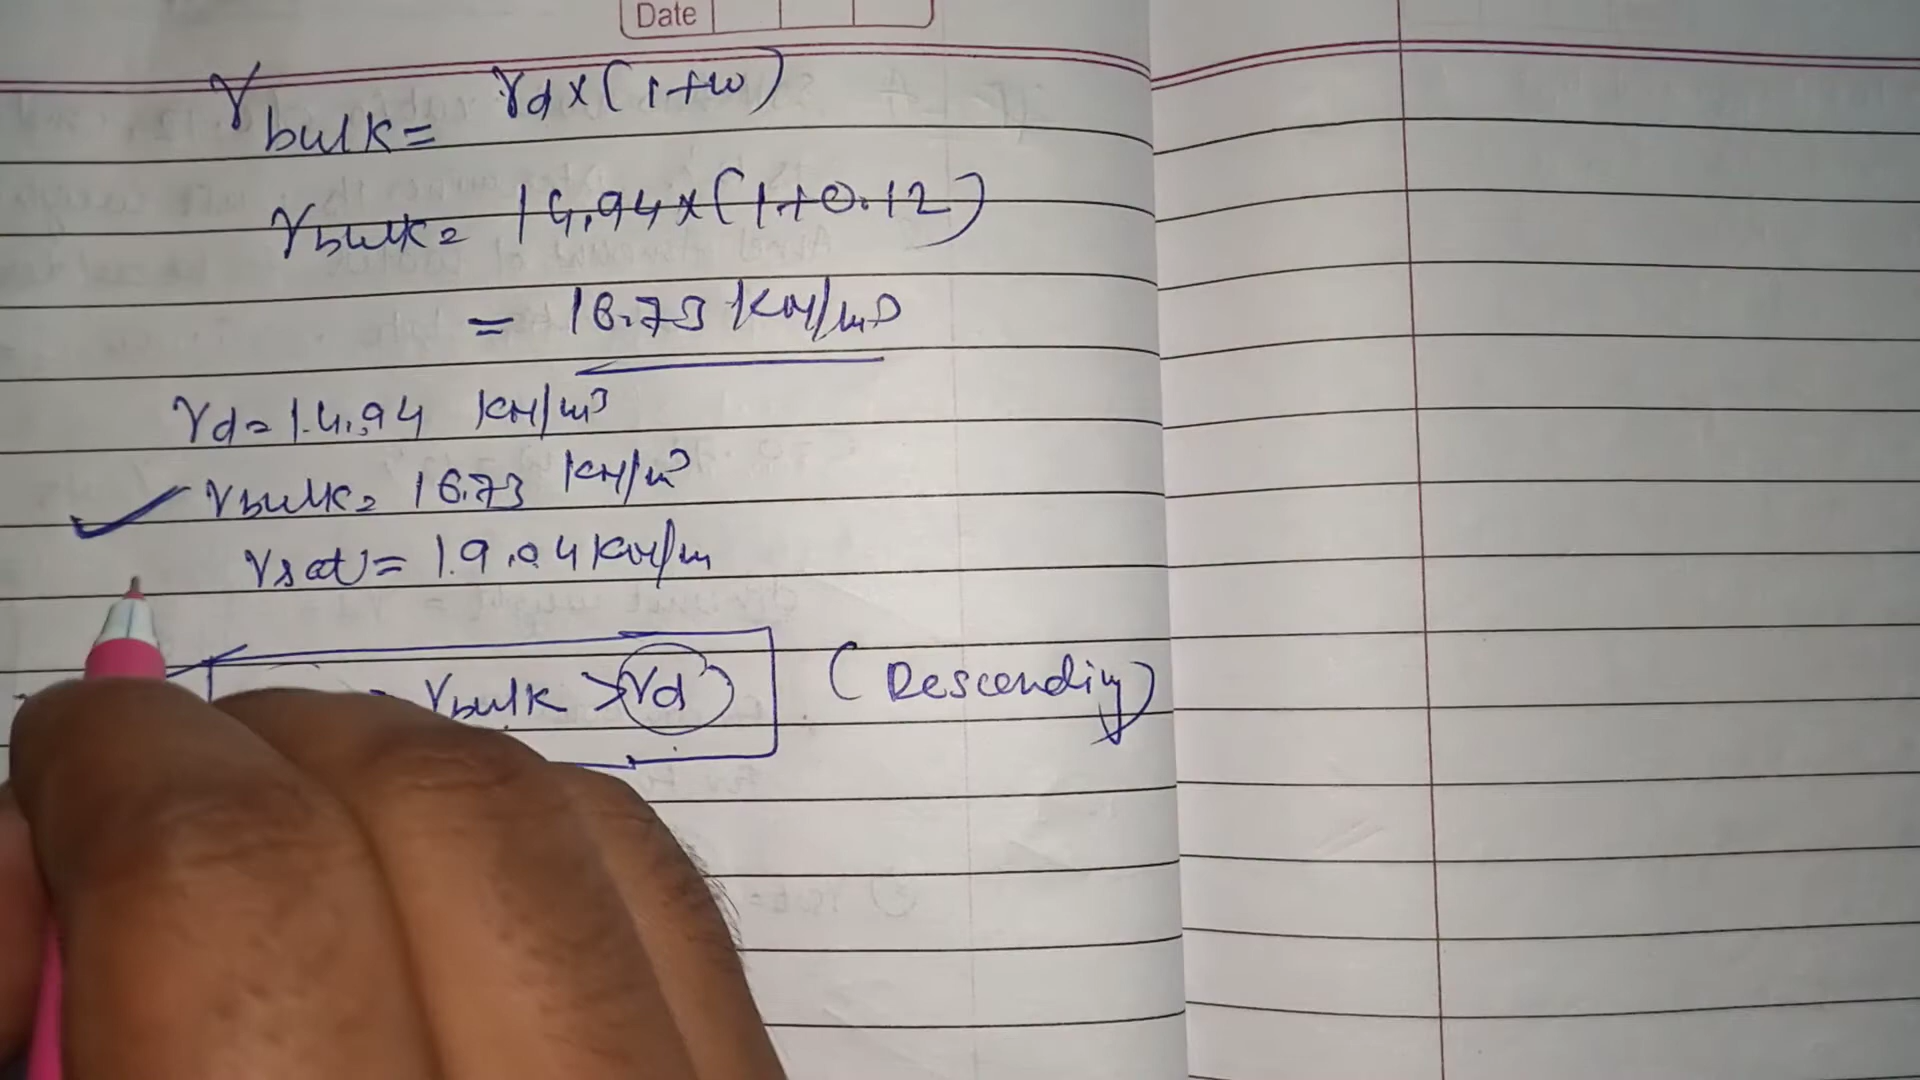 Date
γbulk = γd x (1+w)
γbulk = 14.94 x (1+0.12)
= 16.73 KN/m3
γd = 14.94 KN/m3
γbulk = 16.73 KN/m3
γsat = 19.04 KN/m
γbulk > γd (Descending)